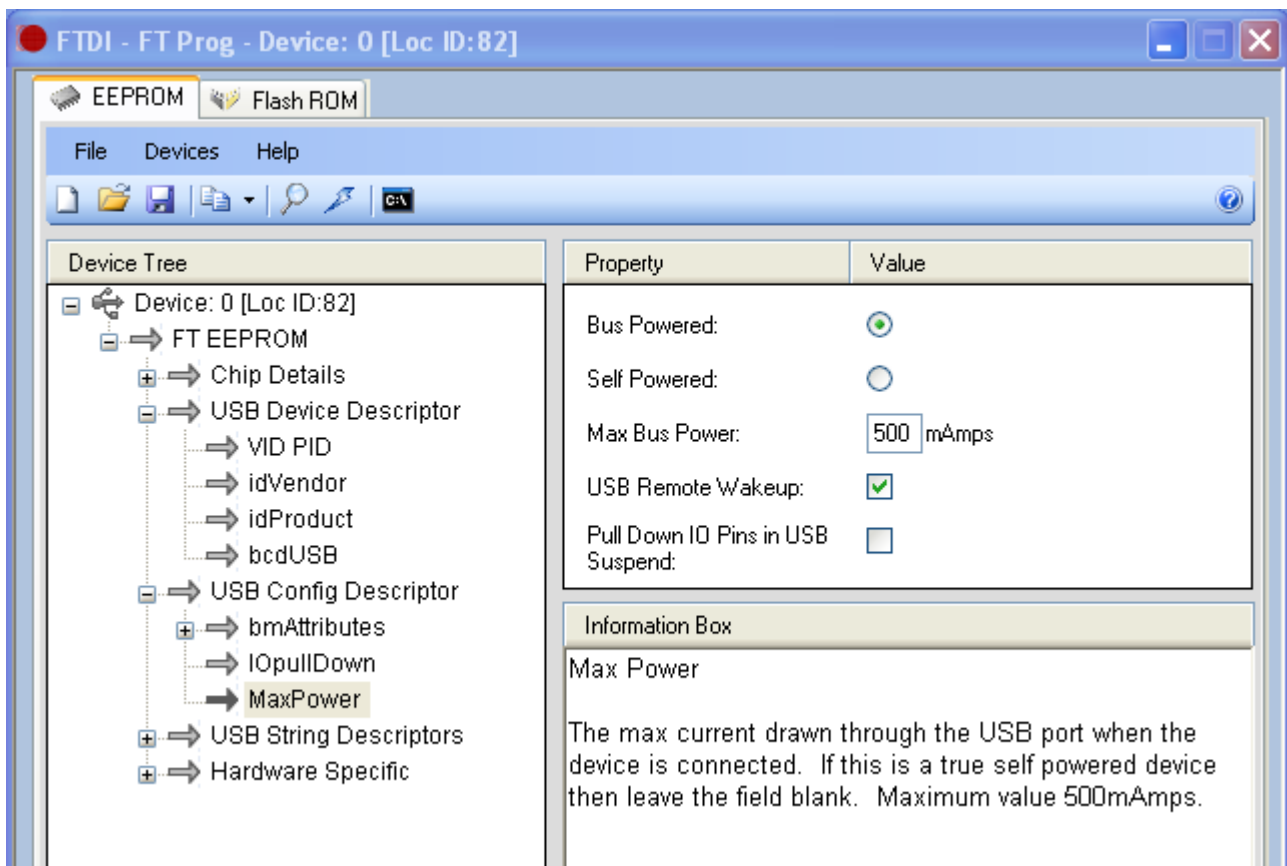 FTDI - FT Prog - Device: 0 [Loc ID:82]
EEPROM
Flash ROM
File Devices Help
C:\
Device Tree
Device: 0 [Loc ID:82]
FT EEPROM
Chip Details
USB Device Descriptor
VID PID
idVendor
idProduct
bcdUSB
USB Config Descriptor
bmAttributes
IOpullDown
MaxPower
USB String Descriptors
Hardware Specific
Property Value
Bus Powered:
Self Powered:
Max Bus Power: 500 mAmps
USB Remote Wakeup:
Pull Down IO Pins in USB
Suspend:
Information Box
Max Power
The max current drawn through the USB port when the
device is connected.  If this is a true self powered device
then leave the field blank.  Maximum value 500mAmps.